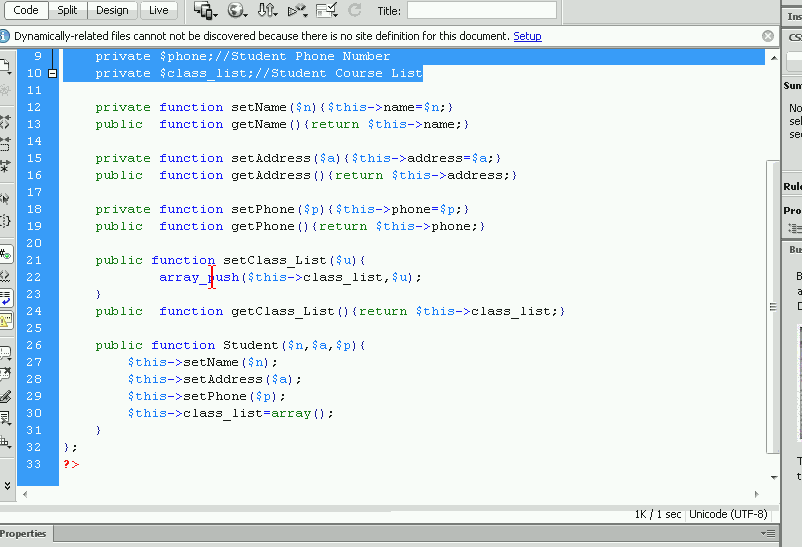 Code Split Design Live Title:
Dynamically-related files cannot not be discovered because there is no site definition for this document. Setup
9 private $phone;//Student Phone Number
10 private $class_list;//Student Course List
11
12 private function setName($n){$this->name=$n;}
13 public function getName(){return $this->name;}
14
15 private function setAddress($a){$this->address=$a;}
16 public function getAddress(){return $this->address;}
17
18 private function setPhone($p){$this->phone=$p;}
19 public function getPhone(){return $this->phone;}
20
21 public function setClass_List($u){
22 array_push($this->class_list,$u);
23 }
24 public function getClass_List(){return $this->class_list;}
25
26 public function Student($n,$a,$p){
27 $this->setName($n);
28 $this->setAddress($a);
29 $this->setPhone($p);
30 $this->class_list=array();
31 }
32 };
33 ?>
1K / 1 sec Unicode (UTF-8)
Properties
Ins
CSS
Sum
No
sel
sec
Rule
Pro
Bus